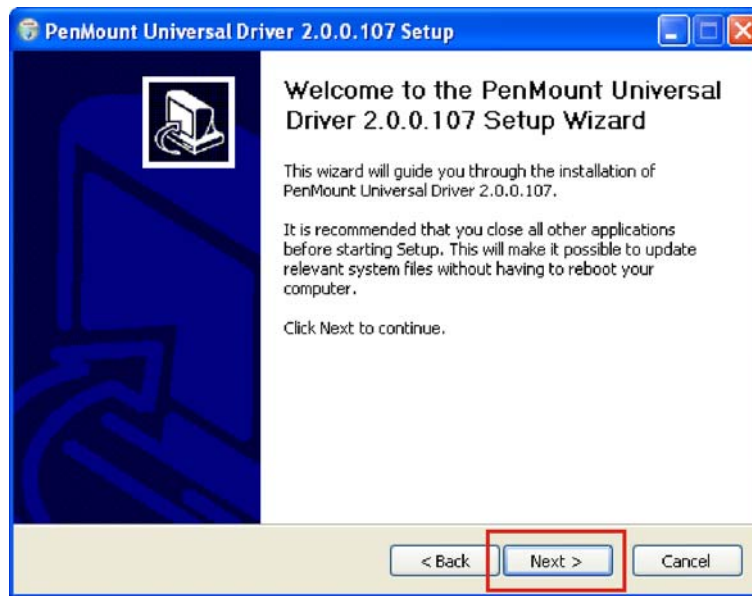 PenMount Universal Driver 2.0.0.107 Setup
Welcome to the PenMount Universal
Driver 2.0.0.107 Setup Wizard
This wizard will guide you through the installation of
PenMount Universal Driver 2.0.0.107.
It is recommended that you close all other applications
before starting Setup. This will make it possible to update
relevant system files without having to reboot your
computer.
Click Next to continue.
< Back Next > Cancel